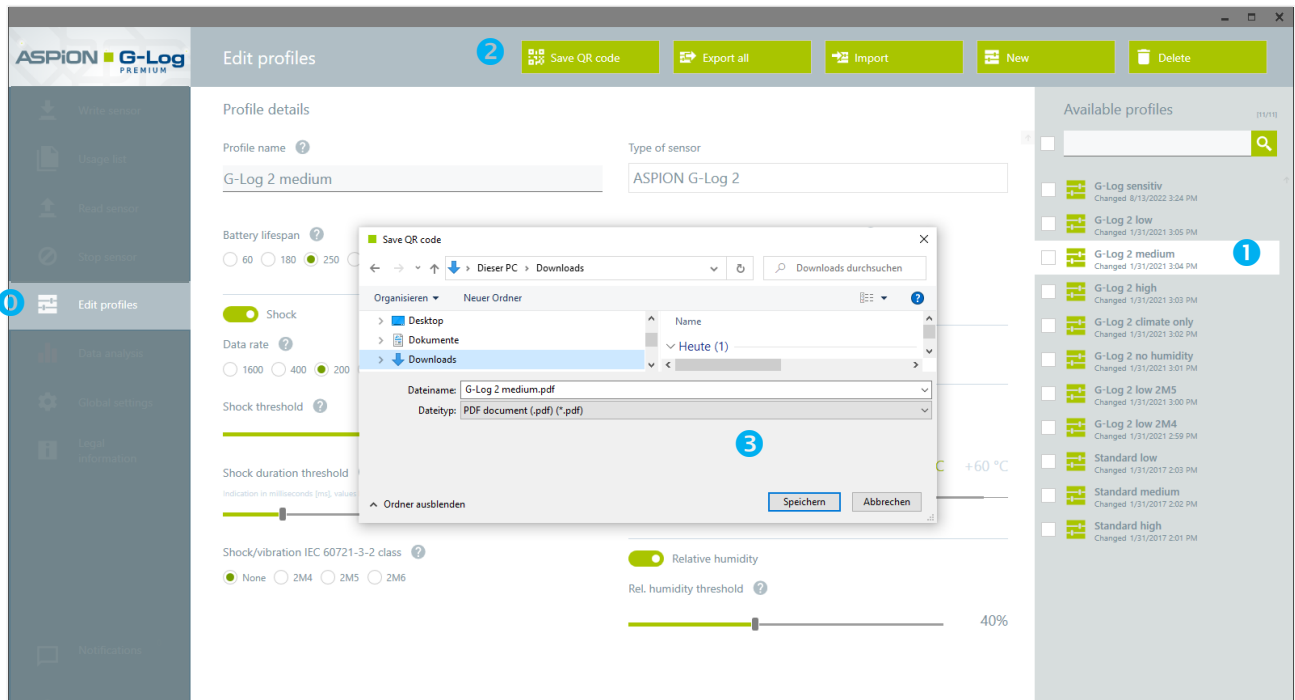 ASPiON G-Log
PREMIUM
Edit profiles
2
Save QR code
Export all
Import
New
Delete
Write sensor
Usage list
Read sensor
Stop sensor
0
Edit profiles
Data analysis
Global settings
Legal
information
Notifications
Profile details
Profile name ?
G-Log 2 medium
Type of sensor
ASPION G-Log 2
Battery lifespan ?
60 180 250
Shock
Data rate ?
1600 400 200
Shock threshold ?
Shock duration threshold
Indication in milliseconds [ms], values
Shock/vibration IEC 60721-3-2 class ?
None 2M4 2M5 2M6
C +60 °C
Relative humidity
Rel. humidity threshold ?
40%
Save QR code
Dieser PC > Downloads
Downloads durchsuchen
Organisieren
Neuer Ordner
?
Desktop
Dokumente
Downloads
Name
Heute (1)
Dateiname: G-Log 2 medium.pdf
Dateityp: PDF document (.pdf) (*.pdf)
3
Ordner ausblenden
Speichern
Abbrechen
Available profiles
[11/11]
G-Log sensitiv
Changed 8/13/2022 3:24 PM
G-Log 2 low
Changed 1/31/2021 3:05 PM
G-Log 2 medium
Changed 1/31/2021 3:04 PM
1
G-Log 2 high
Changed 1/31/2021 3:03 PM
G-Log 2 climate only
Changed 1/31/2021 3:02 PM
G-Log 2 no humidity
Changed 1/31/2021 3:01 PM
G-Log 2 low 2M5
Changed 1/31/2021 3:00 PM
G-Log 2 low 2M4
Changed 1/31/2021 2:59 PM
Standard low
Changed 1/31/2017 2:03 PM
Standard medium
Changed 1/31/2017 2:02 PM
Standard high
Changed 1/31/2017 2:01 PM